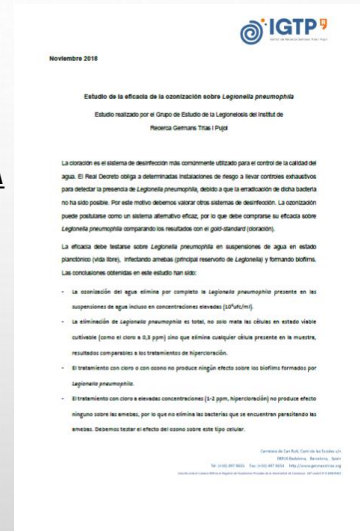 IGTP
Noviembre 2016
Estudio de la eficacia de la ozonización sobre Legionella pneumophila
Estudio realizado por el Grupo de Estudio de la Legionelosis del Institut de
Recerca Germans Trias i Pujol
A
La cloración es el sistema de desinfección más comúnmente utilizado para el control de la calidad del
agua. El Real Decreto obliga a determinadas instalaciones de riesgo a llevar controles exhaustivos
para detectar la presencia de Legionella pneumophila, debido a que la erradicación de dicha bacteria
no ha sido posible. Por este motivo debemos valorar otros sistemas de desinfección. La ozonización
puede postularse como un sistema alternativo eficaz, por lo que debe comprarse su eficacia sobre
Legionella pneumophila comparando los resultados con el gold-standard (cloración).
La eficacia debe testarse sobre Legionella pneumophila en suspensiones de agua en estado
planctónico (vida libre), infectando amebas (principal reservorio de Legionella) y formando biofilms.
Las conclusiones obtenidas en este estudio han sido:
- La ozonización del agua elimina por completo la Legionella pneumophila presente en las
suspensiones de agua incluso en concentraciones elevadas
- La eliminación de Legionella pneumophila es total, no solo mata las células en estado viable
cultivable (como el cloro a 0,3 ppm) sino que elimina cualquier célula presente en la muestra,
resultados comparables a los tratamientos de hipercloración.
- El tratamiento con cloro o con ozono no produce ningún efecto sobre los biofilms formados por
Legionella pneumophila.
- El tratamiento con cloro a elevadas concentraciones (1-2 ppm, hipercloración) no produce efecto
ninguno sobre las amebas, por lo que no elimina las bacterias que se encuentran parasitando las
amebas. Debemos testar el efecto del ozono sobre este tipo celular.